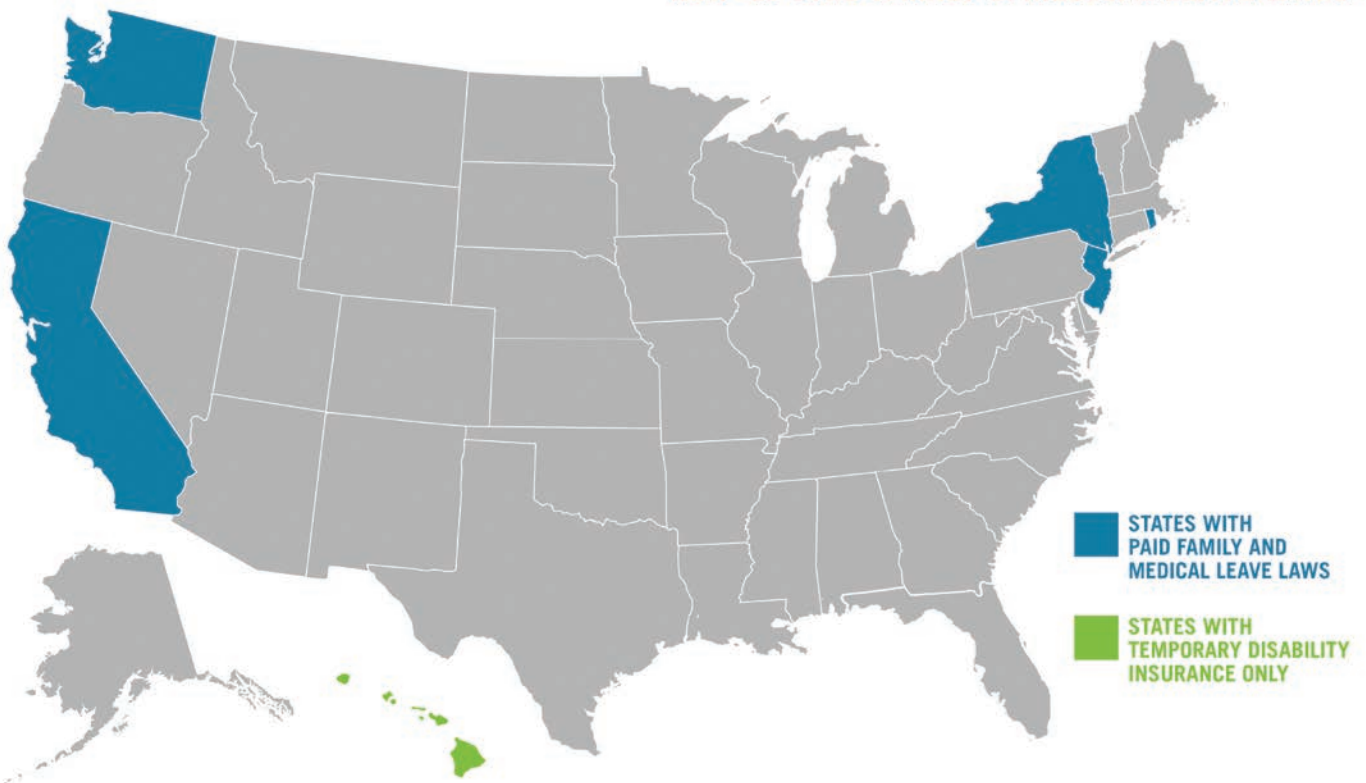 STATES WITH
PAID FAMILY AND
MEDICAL LEAVE LAWS
STATES WITH
TEMPORARY DISABILITY
INSURANCE ONLY